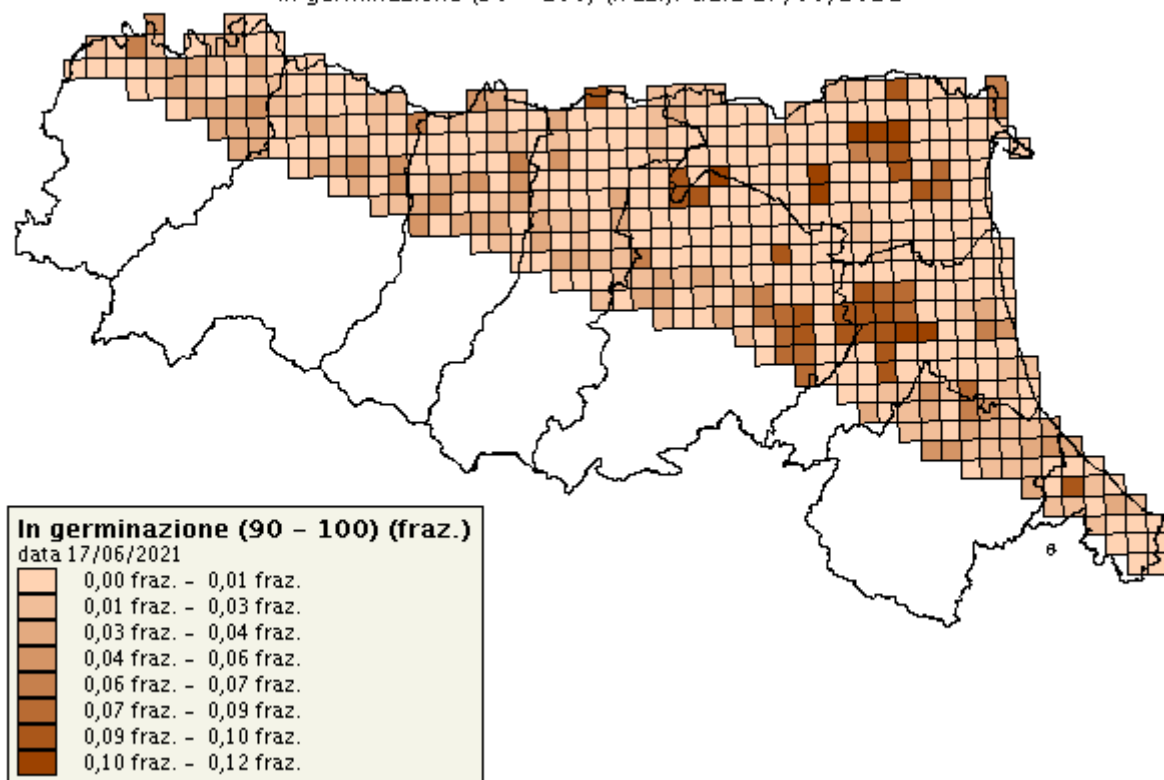 In germinazione (90 – 100) (fraz.)
data 17/06/2021
0,00 fraz. – 0,01 fraz.
0,01 fraz. – 0,03 fraz.
0,03 fraz. – 0,04 fraz.
0,04 fraz. – 0,06 fraz.
0,06 fraz. – 0,07 fraz.
0,07 fraz. – 0,09 fraz.
0,09 fraz. – 0,10 fraz.
0,10 fraz. – 0,12 fraz.